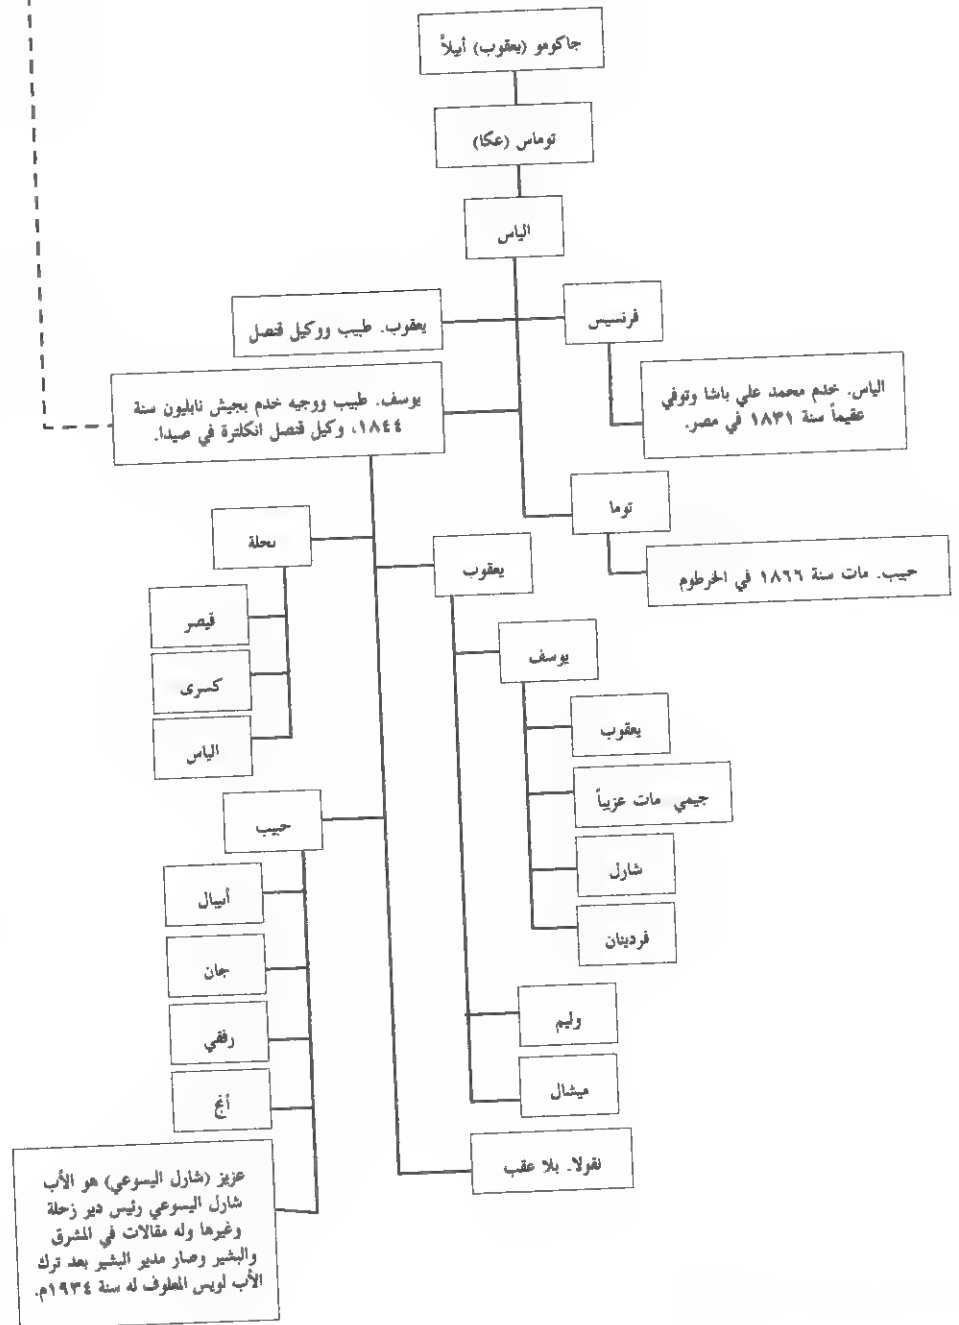 جاكومو (يعقوب) أبيلاً
توماس (عكا)
الياس
فرنسيس
يعقوب. طبيب ووكيل قنصل
الياس. خدم محمد علي باشا وتوفي
عقيماً سنة ١٨٣١ في مصر.
يوسف. طبيب ووجيه خدم بجيش نابليون سنة
١٨٤٤، وكيل قنصل انكلترة في صيدا.
توما
حبيب. مات سنة ١٨٦٦ في الخرطوم
نحلة
قيصر
كسرى
الياس
يعقوب
يوسف
يعقوب
جيمي مات عزيباً
شارل
فردينان
وليم
ميشال
حبيب
أنيبال
جان
رفقي
أنج
عزيز (شارل اليسوعي) هو الأب
شارل اليسوعي رئيس دير زحلة
وغيرها وله مقالات في المشرق
والبشير وصار مدير البشير بعد ترك
الأب لويس المعلوف له سنة ١٩٣٤م.
نقولا. بلا عقب